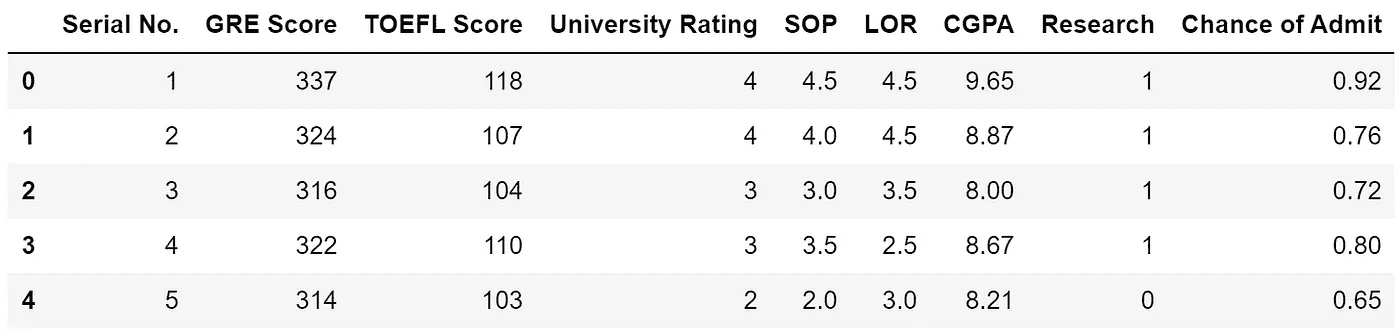 Serial No. GRE Score TOEFL Score University Rating SOP LOR CGPA Research Chance of Admit
0 1 337 118 4 4.5 4.5 9.65 1 0.92
1 2 324 107 4 4.0 4.5 8.87 1 0.76
2 3 316 104 3 3.0 3.5 8.00 1 0.72
3 4 322 110 3 3.5 2.5 8.67 1 0.80
4 5 314 103 2 2.0 3.0 8.21 0 0.65